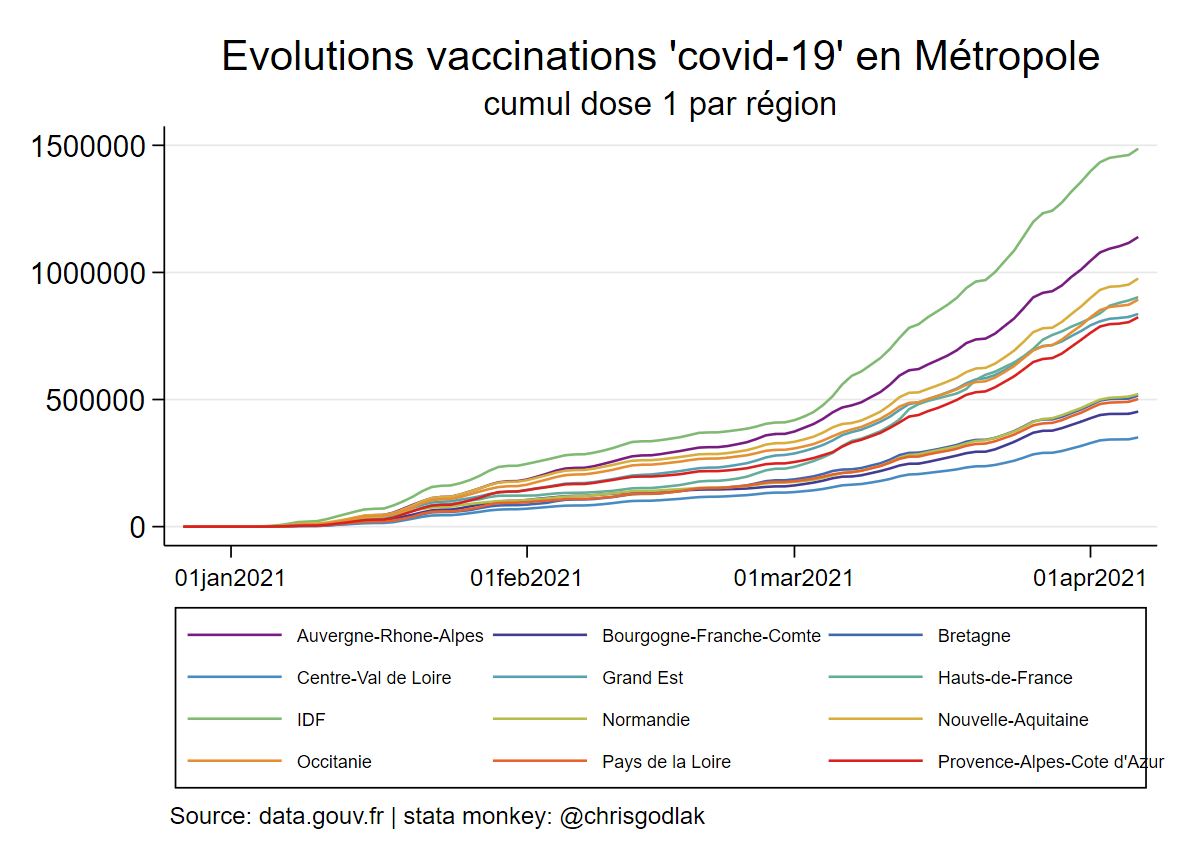 Evolutions vaccinations 'covid-19' en Métropole
cumul dose 1 par région
1500000
1000000
500000
0
01jan2021 01feb2021 01mar2021 01apr2021
Auvergne-Rhone-Alpes Bourgogne-Franche-Comte Bretagne
Centre-Val de Loire Grand Est Hauts-de-France
IDF Normandie Nouvelle-Aquitaine
Occitanie Pays de la Loire Provence-Alpes-Cote d'Azur
Source: data.gouv.fr | stata monkey: @chrisgodlak